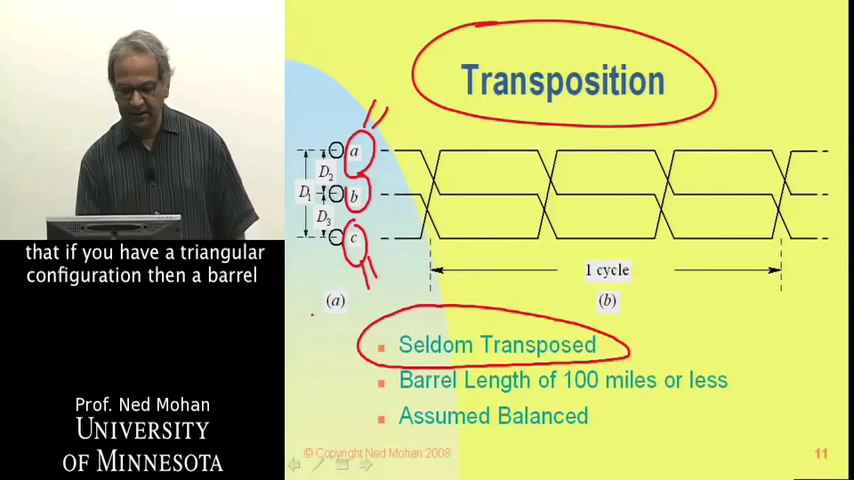 Transposition
a
D₂
D₁
b
D₃
c
1 cycle
(a)
(b)
Seldom Transposed
Barrel Length of 100 miles or less
Assumed Balanced
© Copyright Ned Mohan 2008
11
that if you have a triangular
configuration then a barrel
Prof. Ned Mohan
UNIVERSITY
OF MINNESOTA